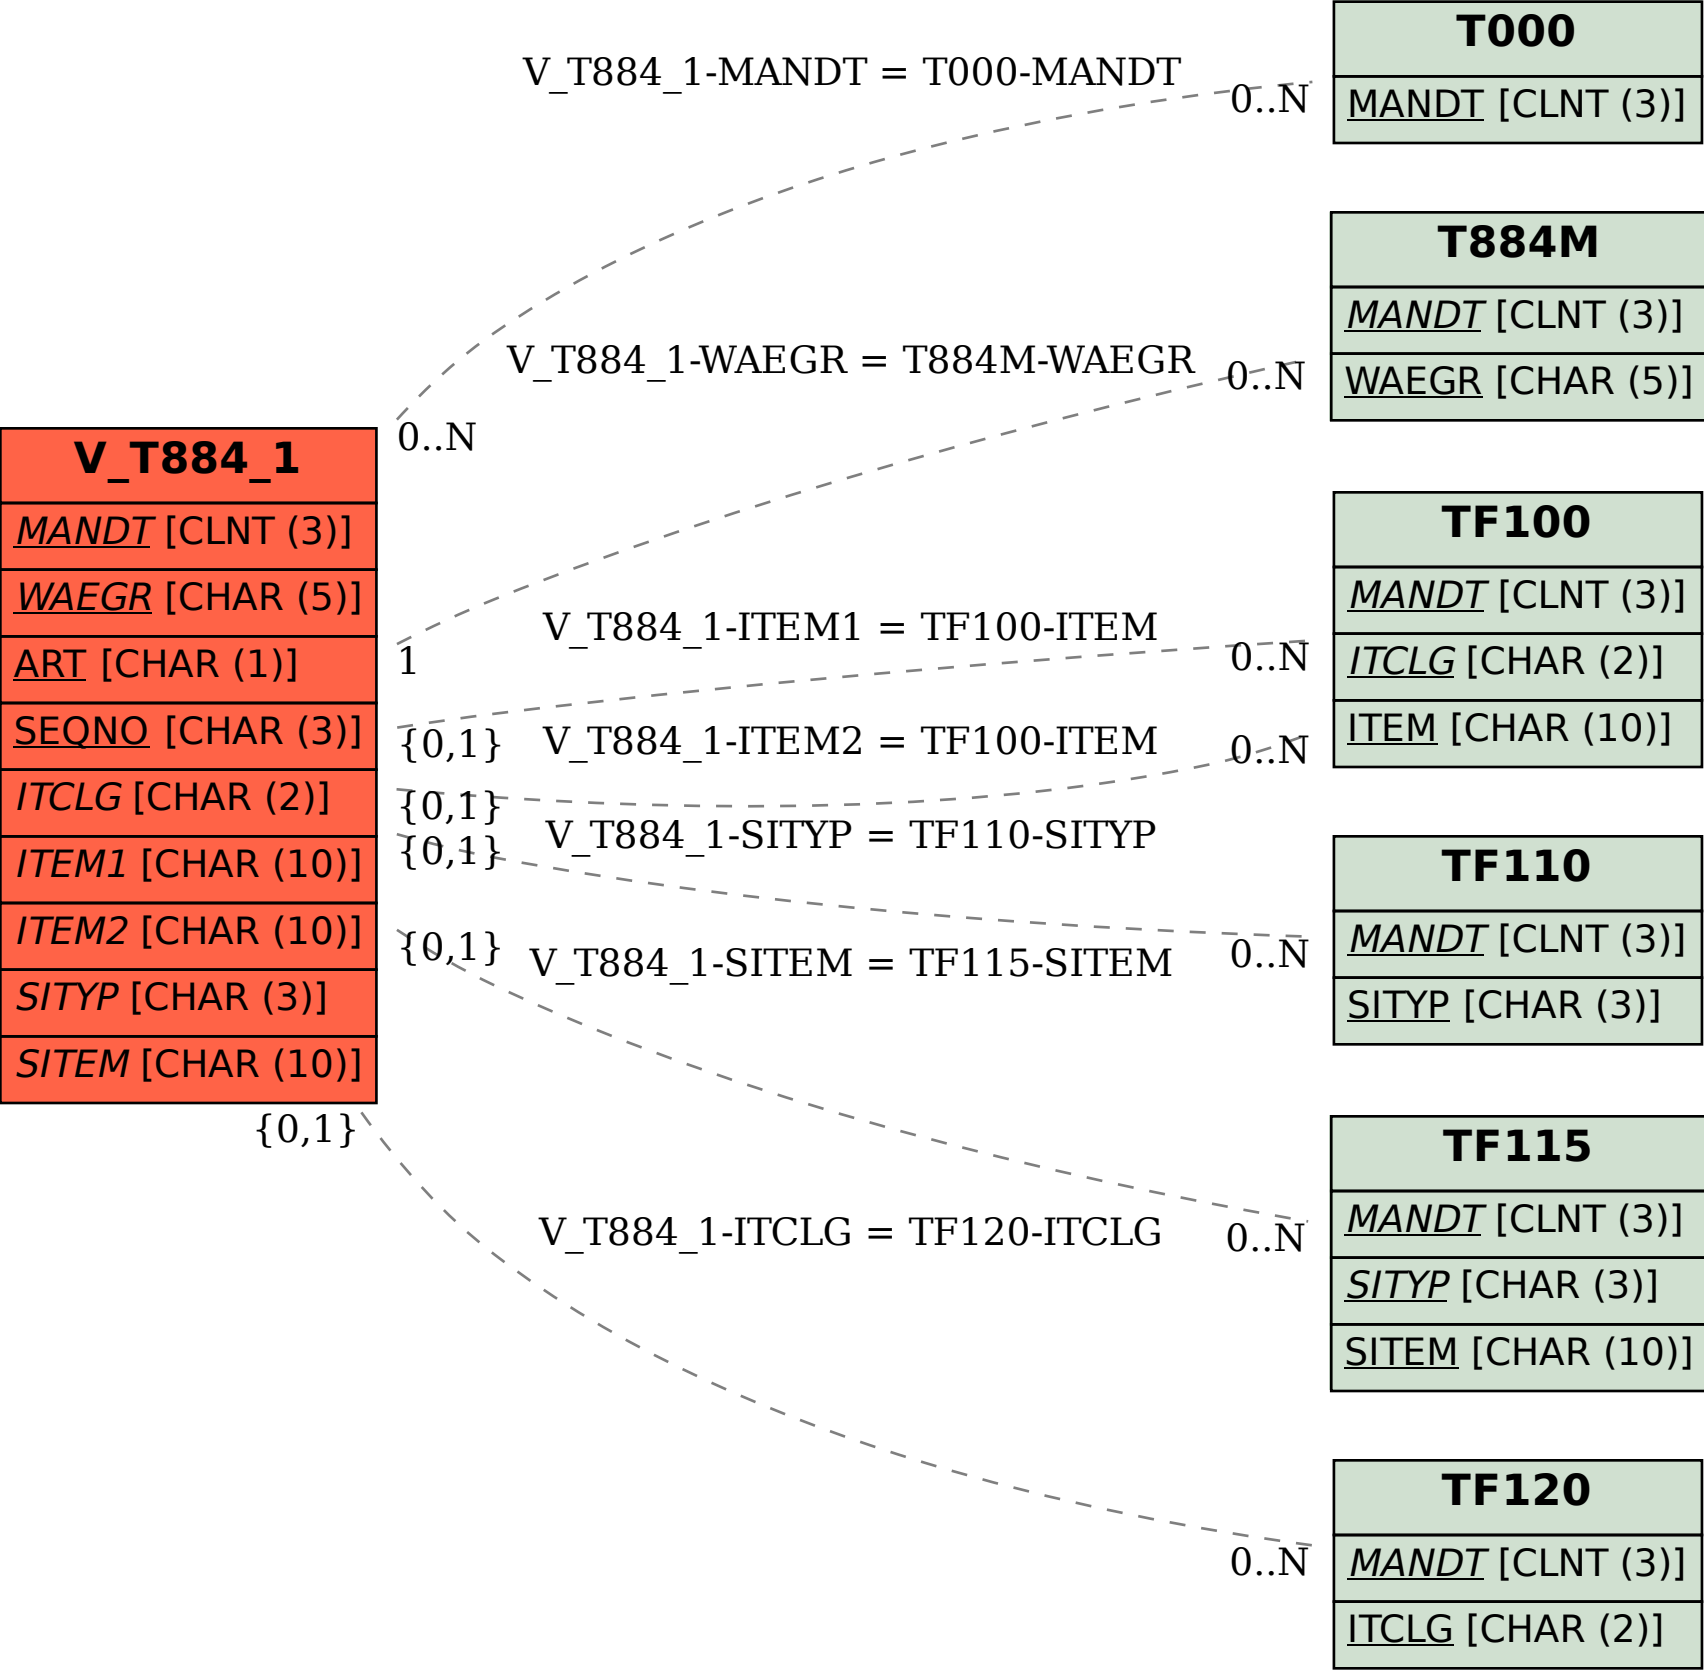 V_T884_1
MANDT [CLNT (3)]
WAEGR [CHAR (5)]
ART [CHAR (1)]
SEQNO [CHAR (3)]
ITCLG [CHAR (2)]
ITEM1 [CHAR (10)]
ITEM2 [CHAR (10)]
SITYP [CHAR (3)]
SITEM [CHAR (10)]
V_T884_1-MANDT = T000-MANDT
0..N
0..N
V_T884_1-WAEGR = T884M-WAEGR
0..N
1
V_T884_1-ITEM1 = TF100-ITEM
0..N
{0,1}
V_T884_1-ITEM2 = TF100-ITEM
0..N
{0,1}
V_T884_1-SITYP = TF110-SITYP
{0,1}
0..N
V_T884_1-SITEM = TF115-SITEM
{0,1}
0..N
V_T884_1-ITCLG = TF120-ITCLG
{0,1}
0..N
T000
MANDT [CLNT (3)]
T884M
MANDT [CLNT (3)]
WAEGR [CHAR (5)]
TF100
MANDT [CLNT (3)]
ITCLG [CHAR (2)]
ITEM [CHAR (10)]
TF110
MANDT [CLNT (3)]
SITYP [CHAR (3)]
TF115
MANDT [CLNT (3)]
SITYP [CHAR (3)]
SITEM [CHAR (10)]
TF120
MANDT [CLNT (3)]
ITCLG [CHAR (2)]